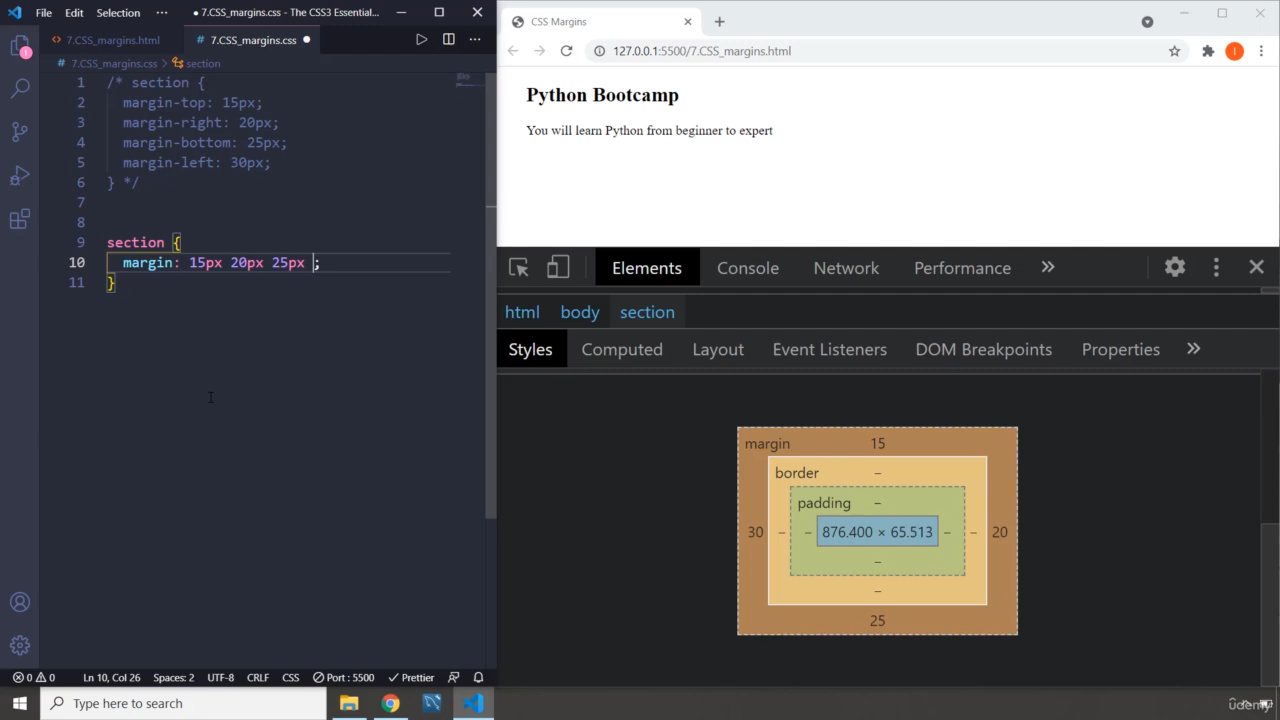 File Edit Selection ··· ● 7.CSS_margins.css - The CSS3 Essential...
7.CSS_margins.html # 7.CSS_margins.css ●
# 7.CSS_margins.css > section
1 /* section {
2 margin-top: 15px;
3 margin-right: 20px;
4 margin-bottom: 25px;
5 margin-left: 30px;
6 } */
7
8
9 section {
10 margin: 15px 20px 25px ;
11 }
1
Ln 10, Col 26 Spaces: 2 UTF-8 CRLF CSS Port : 5500 Prettier
0 0
CSS Margins
127.0.0.1:5500/7.CSS_margins.html
I
Python Bootcamp
You will learn Python from beginner to expert
Elements Console Network Performance »
html body section
Styles Computed Layout Event Listeners DOM Breakpoints Properties »
margin 15
border –
padding –
30 – – 876.400 × 65.513 – – 20
–
–
25
Type here to search
ûdemy